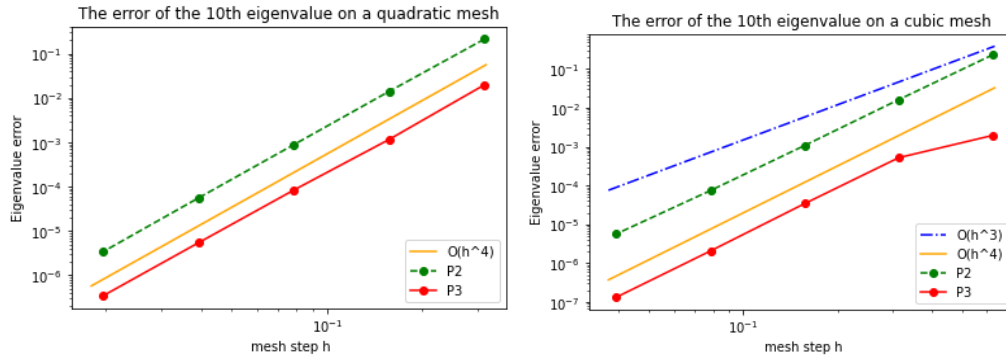 The error of the 10th eigenvalue on a quadratic mesh
Eigenvalue error
10^-1
10^-2
10^-3
10^-4
10^-5
10^-6
O(h^4)
P2
P3
10^-1
mesh step h
The error of the 10th eigenvalue on a cubic mesh
Eigenvalue error
10^-1
10^-2
10^-3
10^-4
10^-5
10^-6
10^-7
O(h^3)
O(h^4)
P2
P3
10^-1
mesh step h